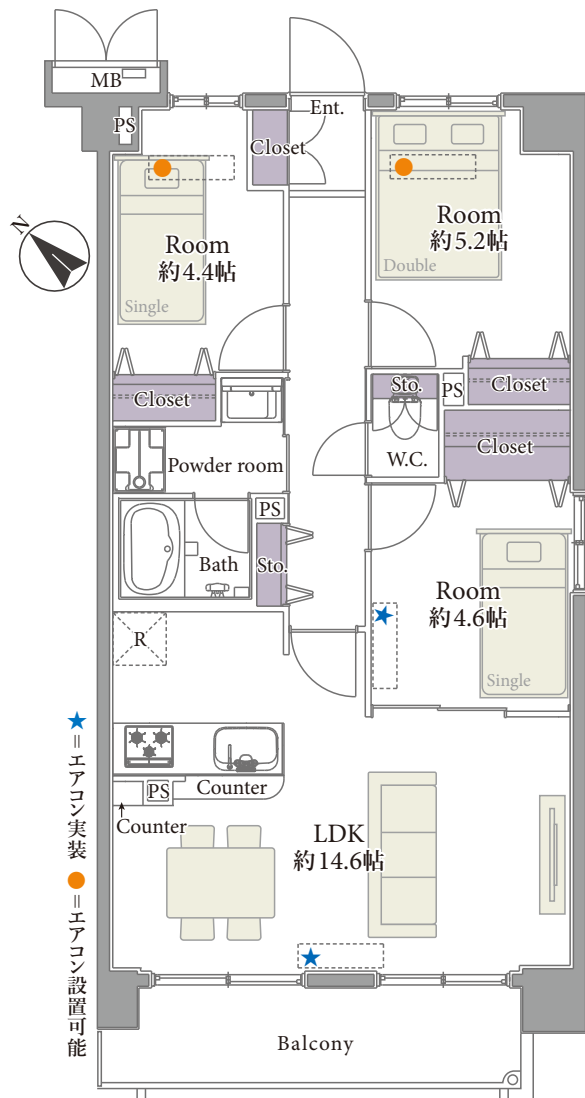 MB
PS
Ent.
Closet
N
Room
約4.4帖
Single
Room
約5.2帖
Double
Closet
Sto.
PS
Closet
Closet
W.C.
Powder room
PS
Bath
Sto.
Room
約4.6帖
Single
R
PS
Counter
Counter
LDK
約14.6帖
★=エアコン実装
●=エアコン設置可能
Balcony